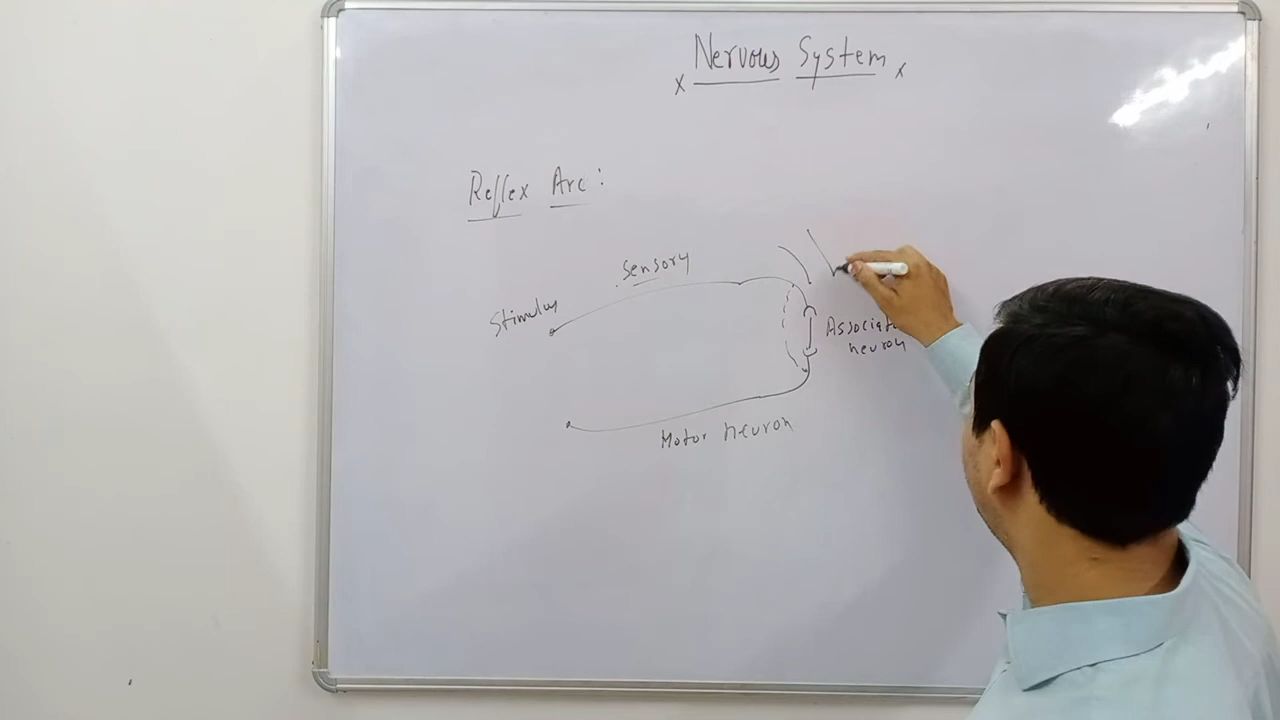 x Nervous System x
Reflex Arc:
Sensory
Stimulus
neuron
Motor neuron